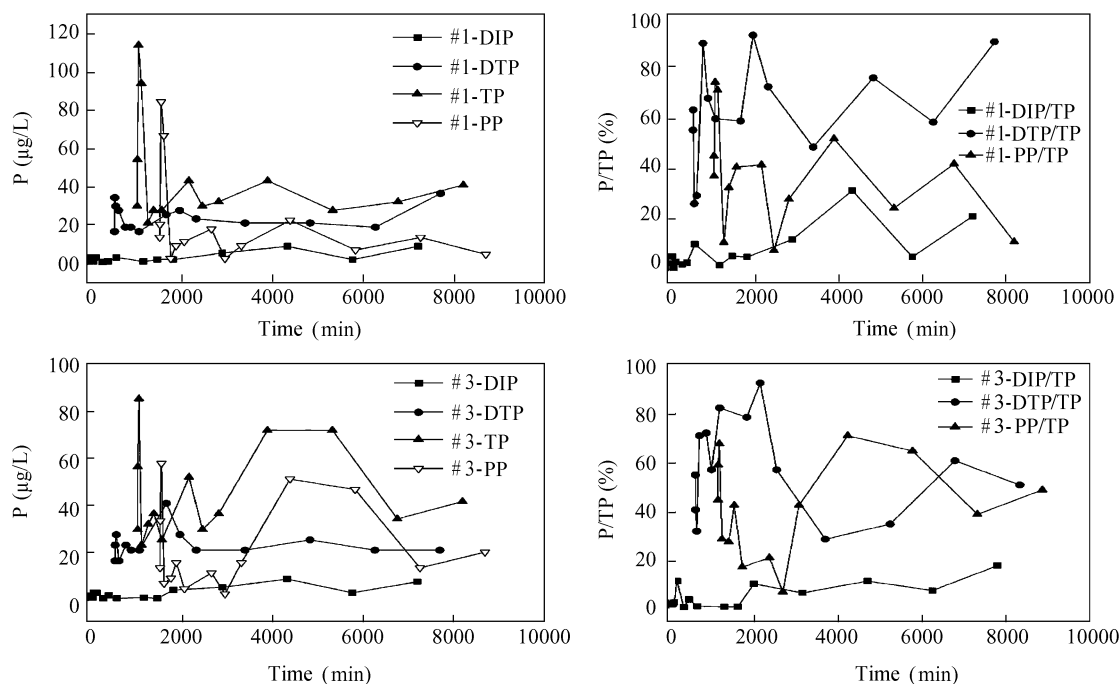 120
100
80
60
40
20
00
P (µg/L)
#1-DIP
#1-DTP
#1-TP
#1-PP
0
2000
4000
6000
8000
10000
Time (min)
100
80
60
40
20
0
P/TP (%)
#1-DIP/TP
#1-DTP/TP
#1-PP/TP
0
2000
4000
6000
8000
10000
Time (min)
100
80
60
40
20
0
P (µg/L)
#3-DIP
#3-DTP
#3-TP
#3-PP
0
2000
4000
6000
8000
10000
Time (min)
100
80
60
40
20
0
P/TP (%)
#3-DIP/TP
#3-DTP/TP
#3-PP/TP
0
2000
4000
6000
8000
10000
Time (min)